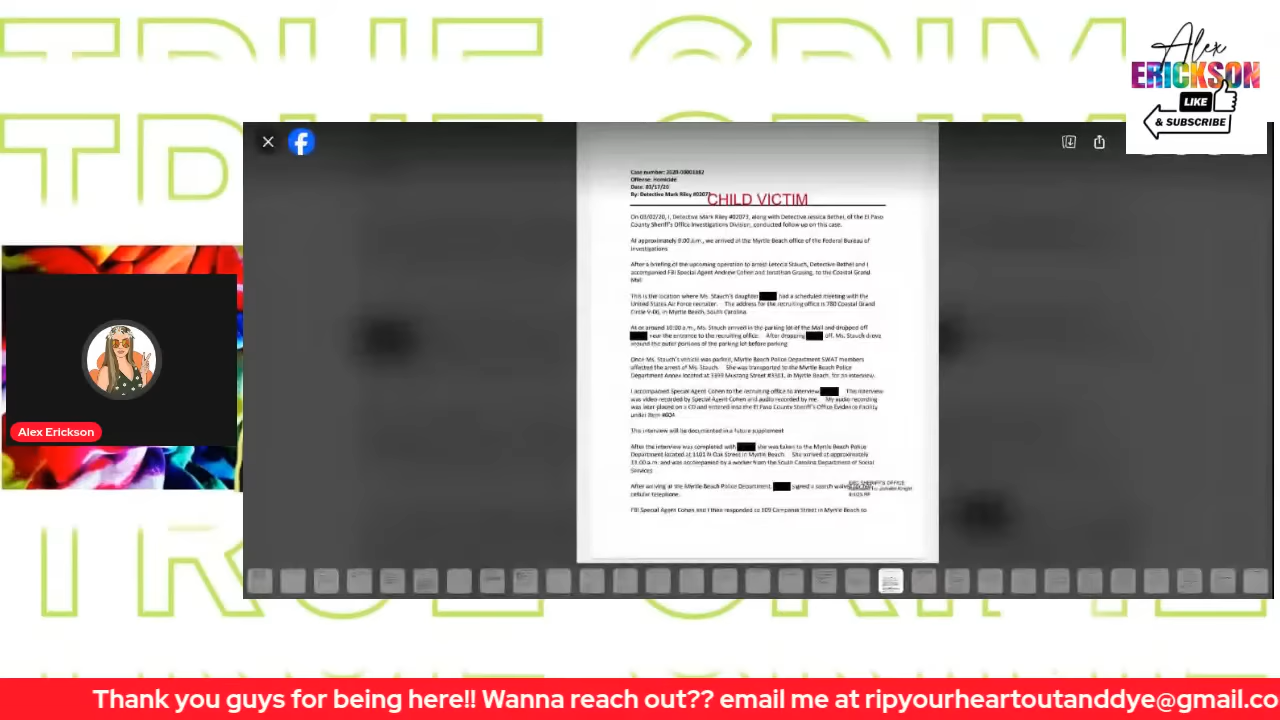 TRUE CRIM
TRUE CRIME
TRUE CRIME
Alex
ERICKSON
LIKE
& SUBSCRIBE
Case number:
Offense: Homicide
Date: 03/17/20
By: Detective Mark Riley #02073
CHILD VICTIM
On 03/02/20, I, Detective Mark Riley #02073, along with Detective Jessica Bethel, of the El Paso
County Sheriff's Office Investigations Division, conducted follow up on this case.
At approximately 9:00 a.m., we arrived at the Myrtle Beach office of the Federal Bureau of
Investigations
After a briefing of the upcoming operation to arrest Letecia Stauch, Detective Bethel and I
accompanied FBI Special Agent Andrew Cohen and Jonathan to the Coastal Grand
Mall
This is the location where Ms. Stauch's daughter had a scheduled meeting with the
United States Air Force recruiter. The address for the recruiting office is 780 Coastal Grand
Circle in Myrtle Beach, South Carolina
At or around 10:00 a.m., Ms. Stauch arrived in the parking lot of the Mall and dropped off
near the entrance to the recruiting office. After dropping off, Ms. Stauch drove
around the outer portions of the parking lot before parking
Once Ms. Stauch's vehicle was parked, Myrtle Beach Police Department SWAT members
affected the arrest of Ms. Stauch. She was transported to the Myrtle Beach Police
Department Annex located at 3393 Mustang Street in Myrtle Beach, for an interview.
I accompanied Special Agent Cohen to the recruiting office to interview This interview
was video recorded by Special Agent Cohen and audio recorded by me. My audio recording
was later placed on a CD and entered into the El Paso County Sheriff's Office Evidence Facility
under item
This interview will be documented in a future supplement
After the interview was completed with she was taken to the Myrtle Beach Police
Department located at 1101 N Oak Street in Myrtle Beach. She arrived at approximately
11:00 a.m. and was accompanied by a worker from the South Carolina Department of Social
Services
After arriving at the Myrtle Beach Police Department, signed a search waiver for her
cellular telephone.
SHERIFF'S OFFICE
FBI Special Agent Cohen and I then responded to Street in Myrtle Beach to
Alex Erickson
Thank you guys for being here!! Wanna reach out?? email me at ripyourheartoutanddye@gmail.co